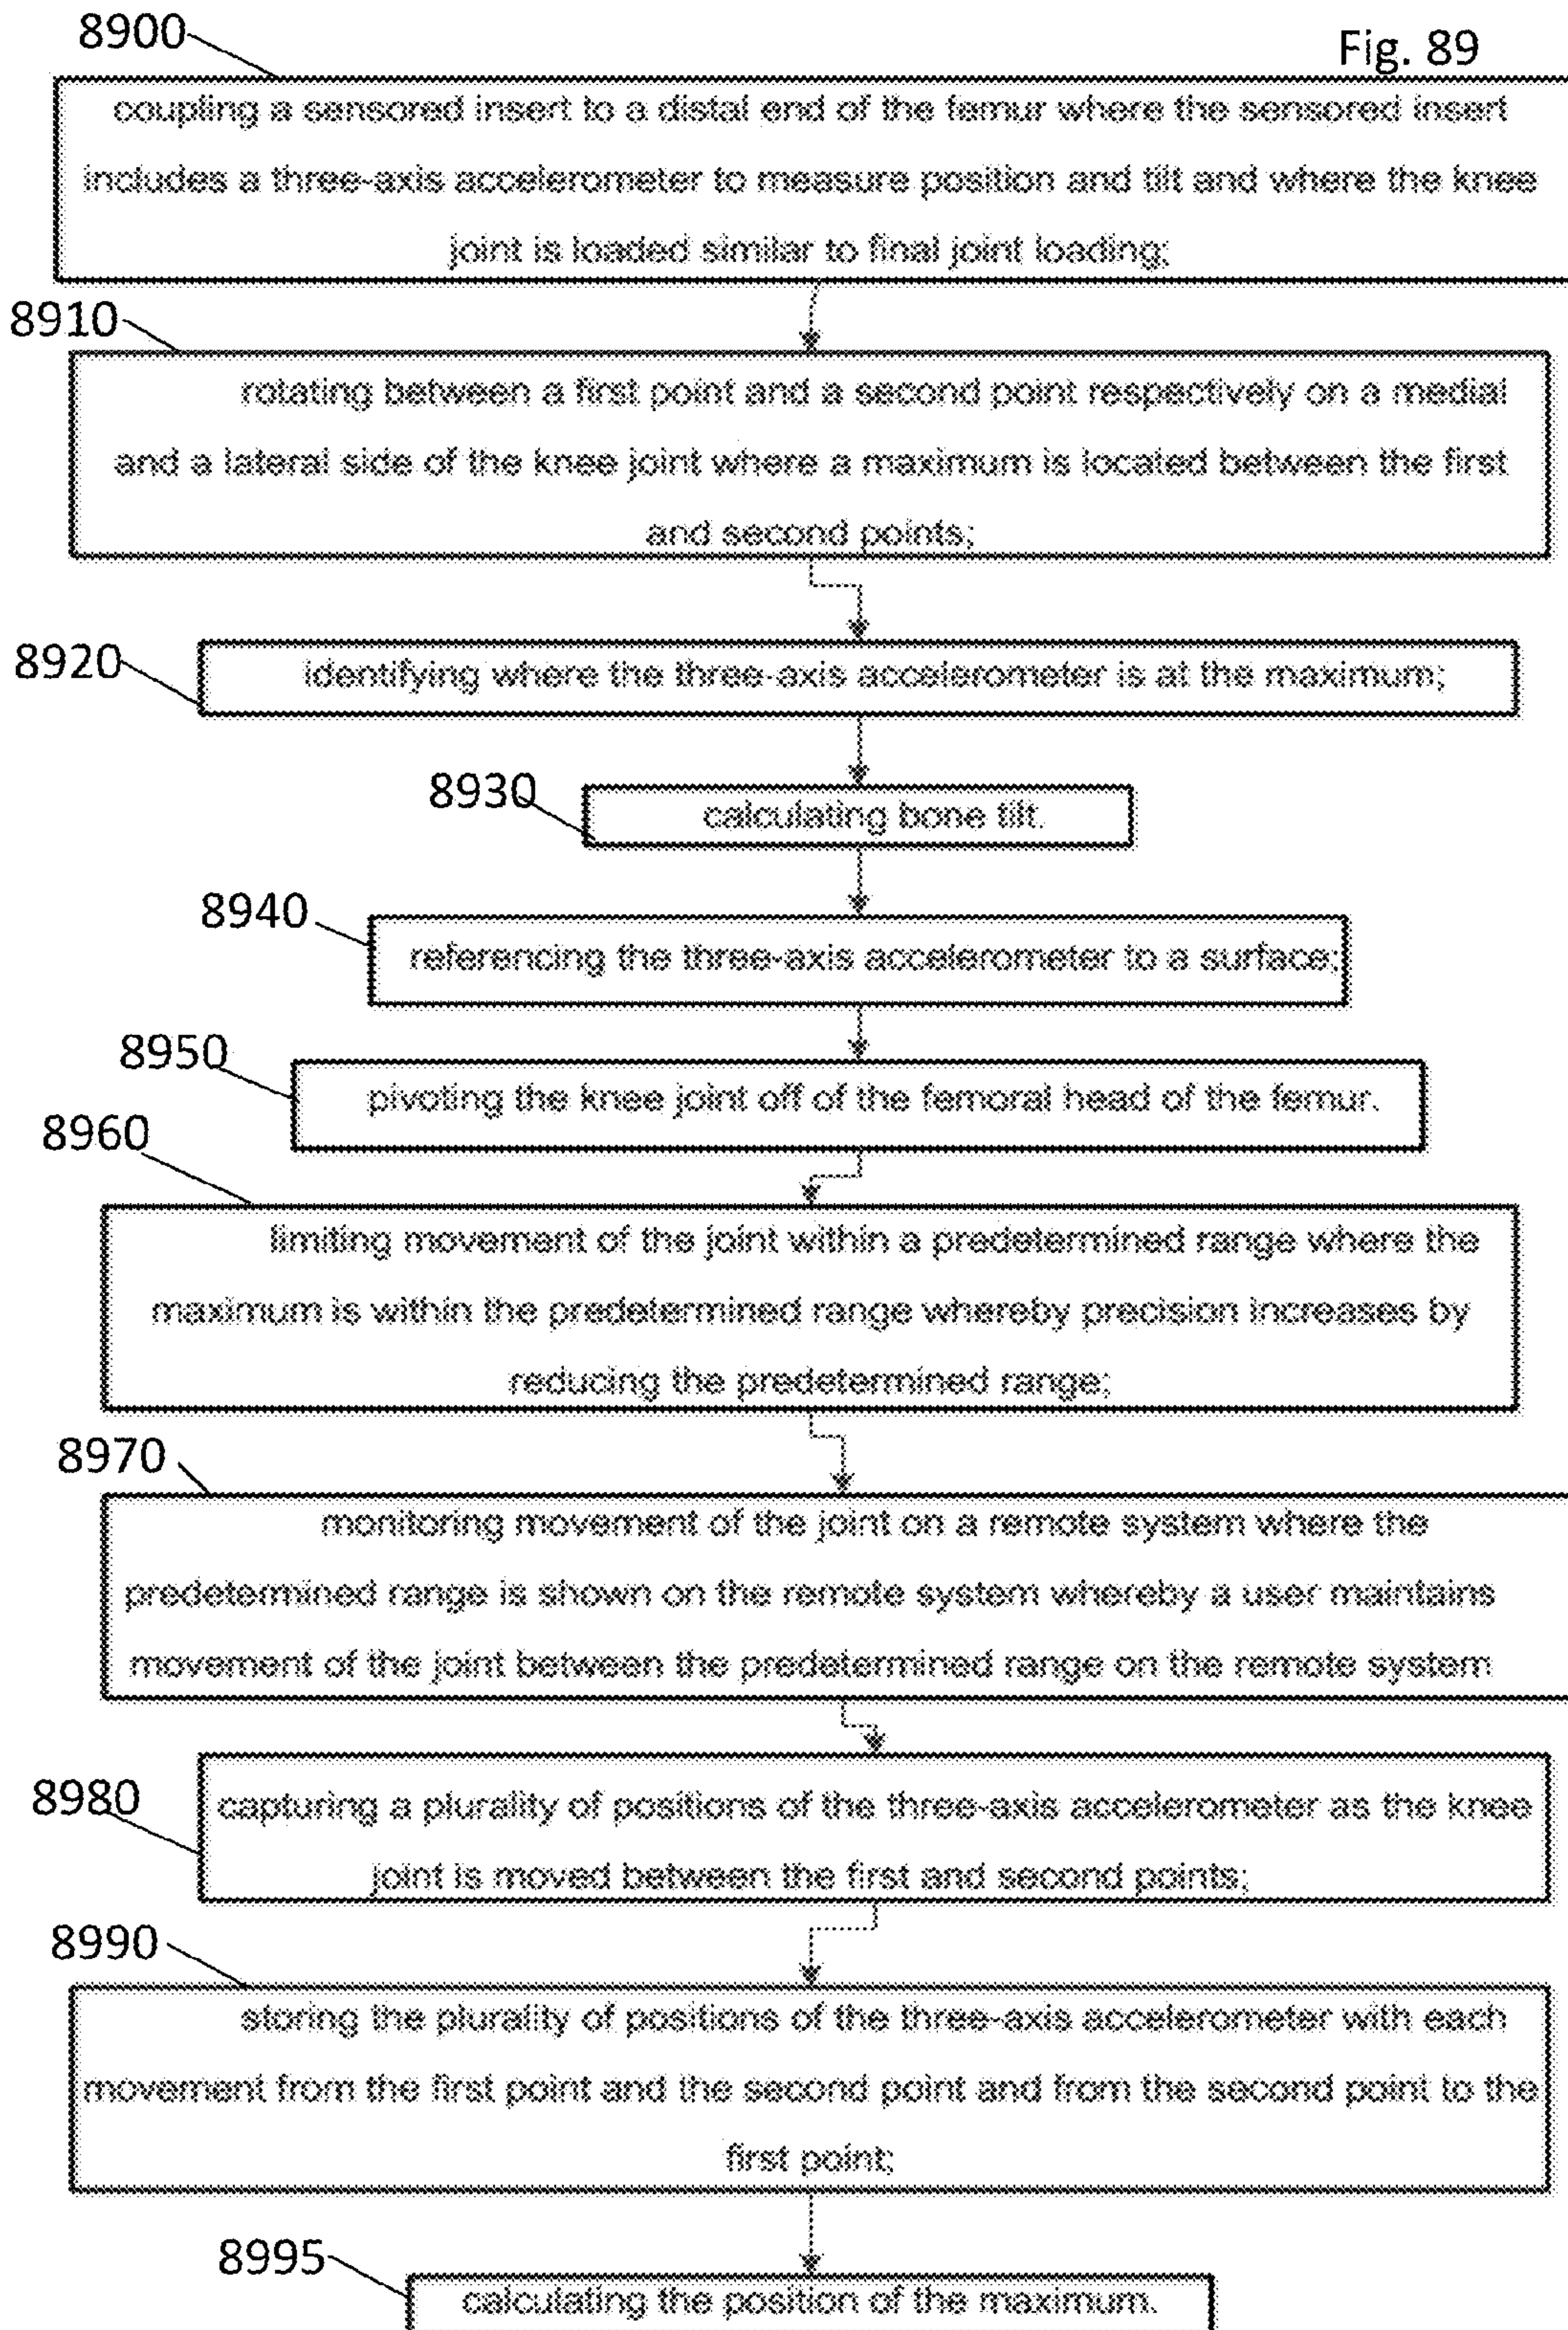 8900
Fig. 89
coupling a sensored insert to a distal end of the femur where the sensored insert
includes a three-axis accelerometer to measure position and tilt and where the knee
joint is loaded similar to final joint loading;
8910
rotating between a first point and a second point respectively on a medial
and a lateral side of the knee joint where a maximum is located between the first
and second points;
8920
identifying where the three-axis accelerometer is at the maximum;
8930
calculating bone tilt.
8940
referencing the three-axis accelerometer to a surface;
8950
pivoting the knee joint off of the femoral head of the femur.
8960
limiting movement of the joint within a predetermined range where the
maximum is within the predetermined range whereby precision increases by
reducing the predetermined range;
8970
monitoring movement of the joint on a remote system where the
predetermined range is shown on the remote system whereby a user maintains
movement of the joint between the predetermined range on the remote system
8980
capturing a plurality of positions of the three-axis accelerometer as the knee
joint is moved between the first and second points;
8990
storing the plurality of positions of the three-axis accelerometer with each
movement from the first point and the second point and from the second point to the
first point;
8995
calculating the position of the maximum.